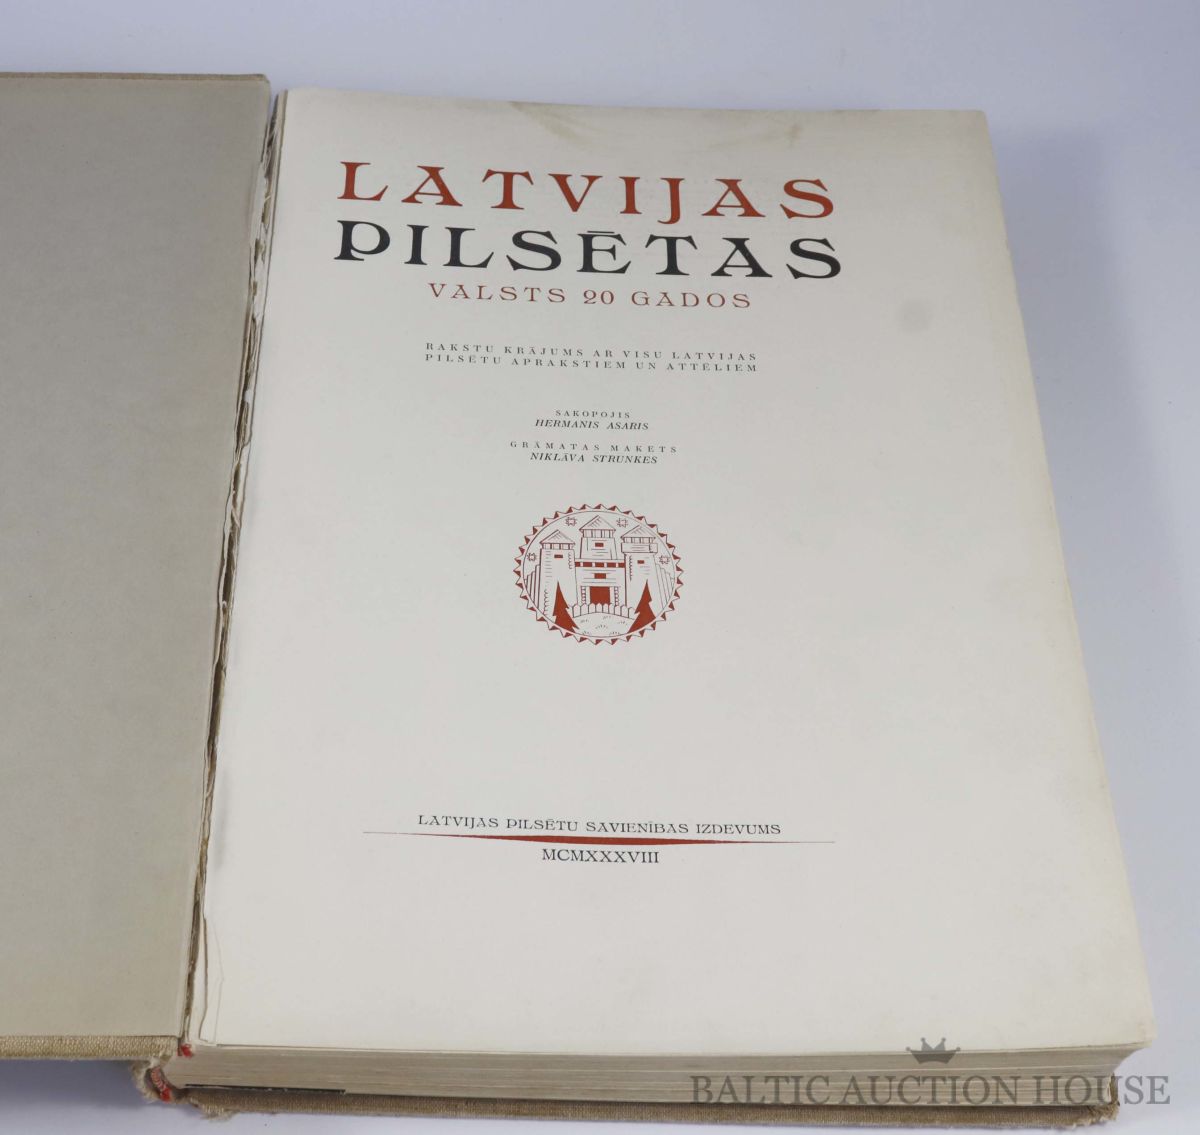 LATVIJAS
PILSĒTAS
VALSTS 20 GADOS
RAKSTU KRĀJUMS AR VISU LATVIJAS
PILSĒTU APRAKSTIEM UN ATTĒLIEM
SAKOPOJIS
HERMANIS ASARIS
GRĀMATAS MAKETS
NIKLĀVA STRUNKES
LATVIJAS PILSĒTU SAVIENĪBAS IZDEVUMS
MCMXXXVIII
BALTIC AUCTION HOUSE